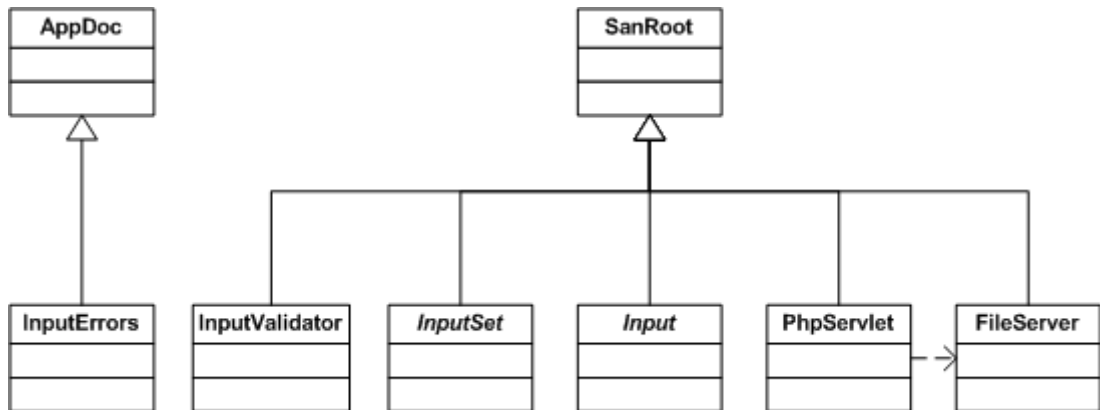 AppDoc
SanRoot
InputErrors
InputValidator
InputSet
Input
PhpServlet
FileServer